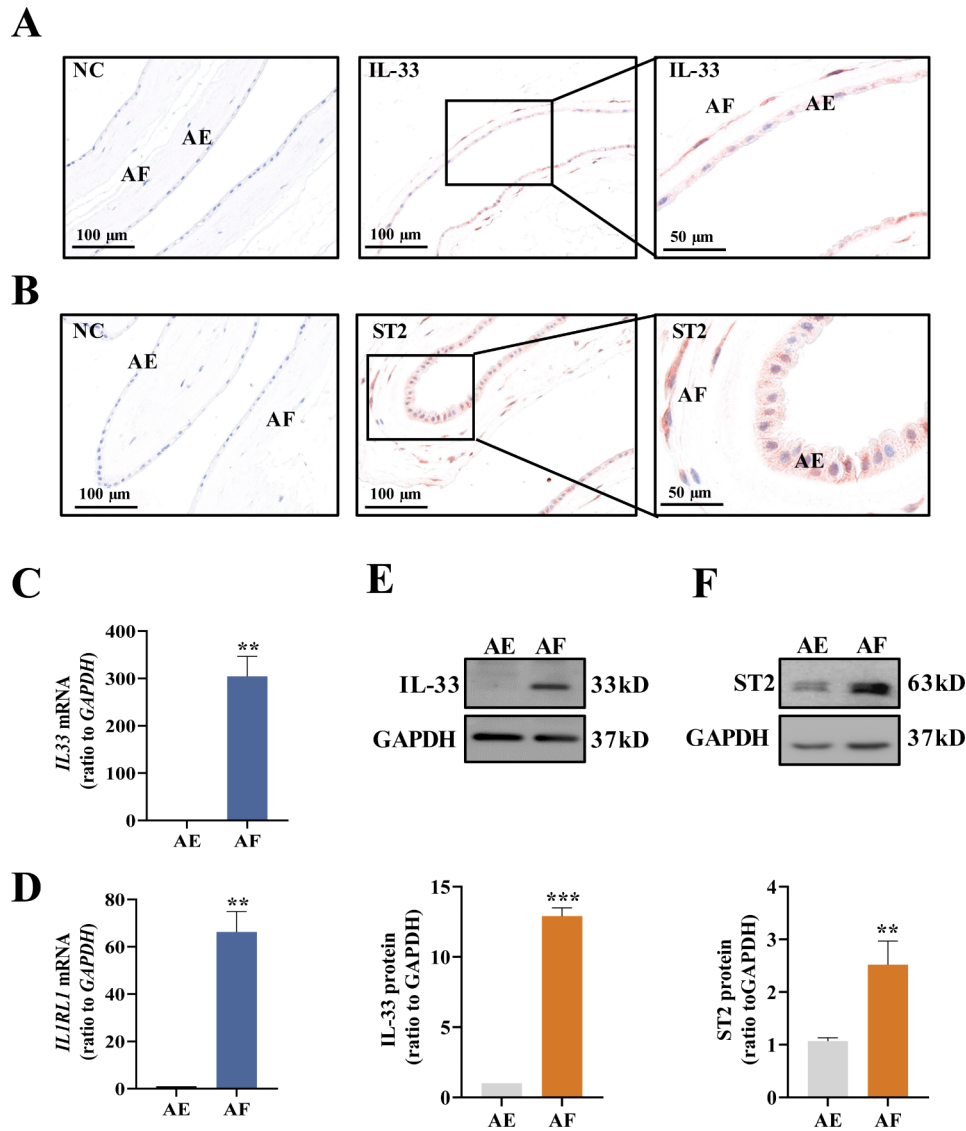 A
NC
AE
AF
100 μm
IL-33
100 μm
IL-33
AF
AE
50 μm
B
NC
AE
AF
100 μm
ST2
100 μm
ST2
AF
AE
50 μm
C
IL33 mRNA
(ratio to GAPDH)
400
300
200
100
0
**
AE
AF
D
IL1RL1 mRNA
(ratio to GAPDH)
80
60
40
20
0
**
AE
AF
E
AE AF
IL-33 33kD
GAPDH 37kD
IL-33 protein
(ratio to GAPDH)
15
10
5
0
***
AE
AF
F
AE AF
ST2 63kD
GAPDH 37kD
ST2 protein
(ratio toGAPDH)
3
2
1
0
**
AE
AF